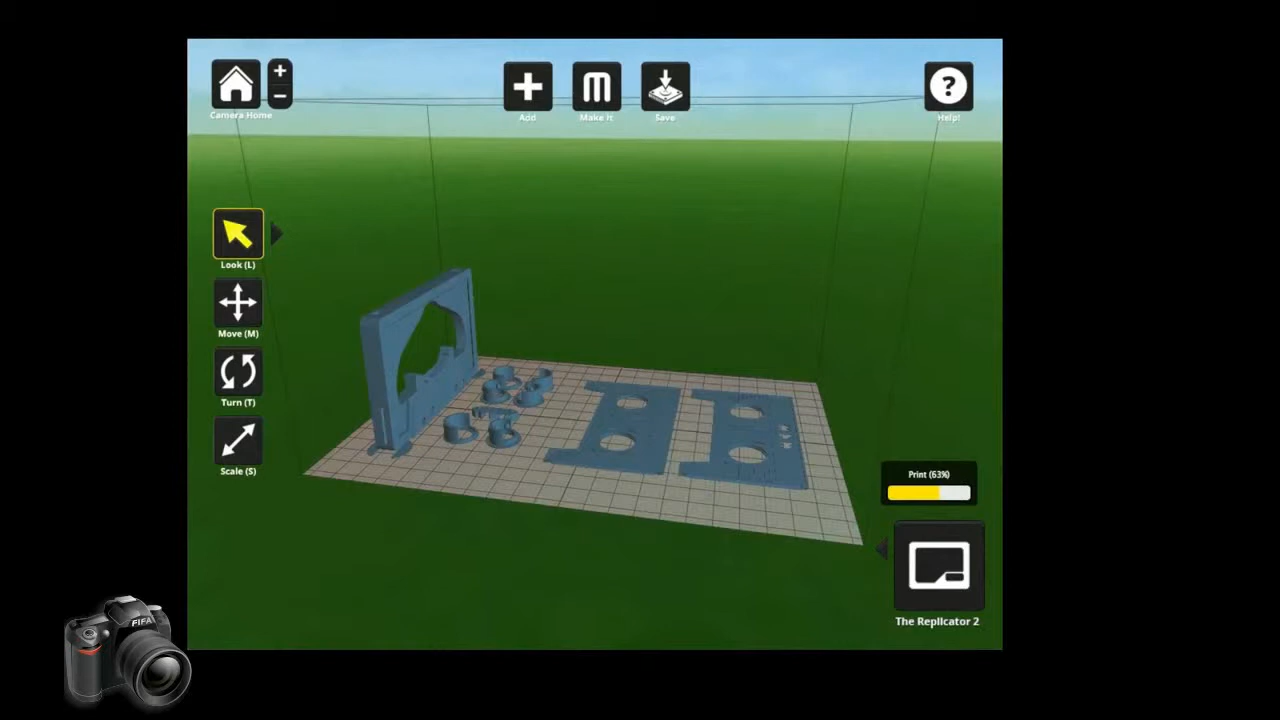 Camera Home
+
-
Add
Make It
Save
?
Help!
Look (L)
Move (M)
Turn (T)
Scale (S)
Print (63%)
The Replicator 2
FIFA